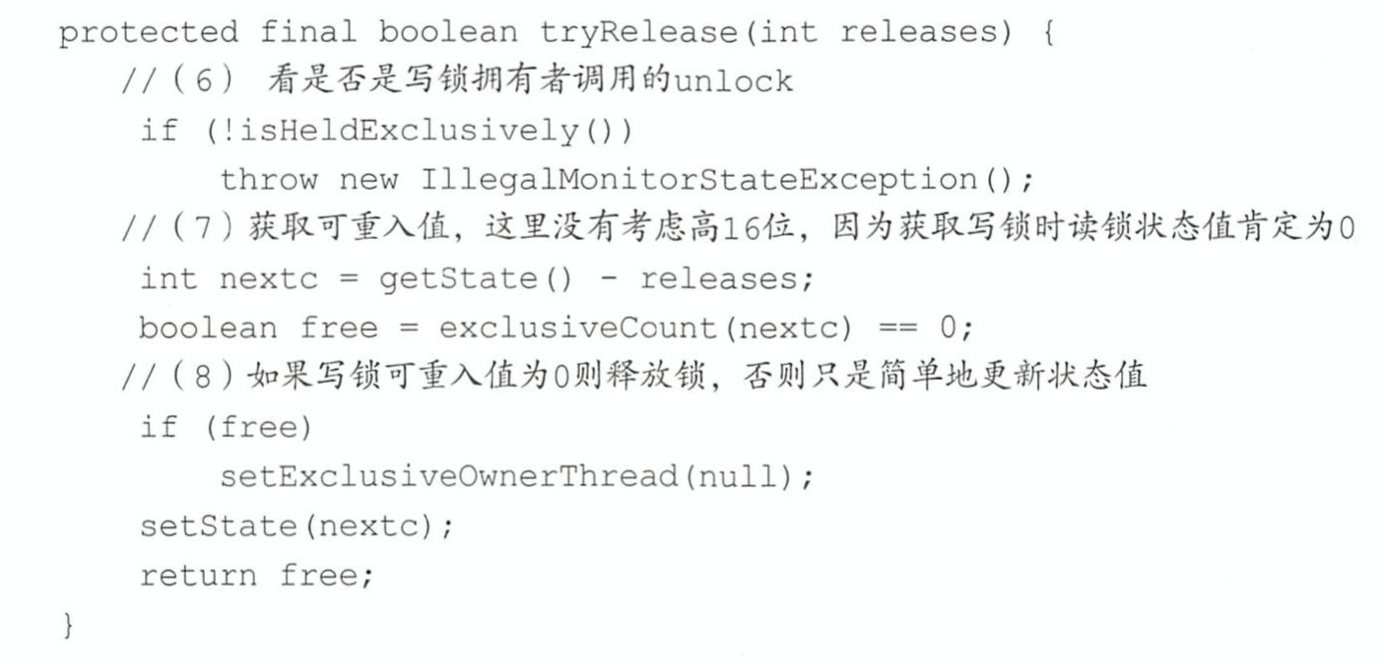 protected final boolean tryRelease(int releases) {
//（6） 看是否是写锁拥有者调用的unlock
if (!isHeldExclusively())
throw new IllegalMonitorStateException();
//（7）获取可重入值，这里没有考虑高16位，因为获取写锁时读锁状态值肯定为0
int nextc = getState() - releases;
boolean free = exclusiveCount(nextc) == 0;
//（8）如果写锁可重入值为0则释放锁，否则只是简单地更新状态值
if (free)
setExclusiveOwnerThread(null);
setState(nextc);
return free;
}